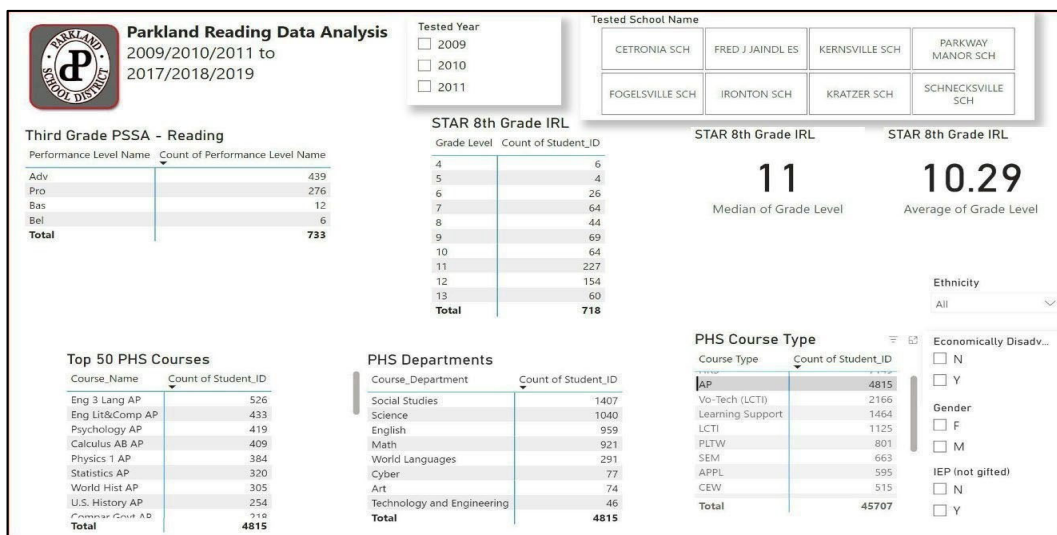 PARKLAND
SCHOOL DISTRICT
Parkland Reading Data Analysis
2009/2010/2011 to
2017/2018/2019
Tested Year
2009
2010
2011
Tested School Name
CETRONIA SCH
FRED J JAINDL ES
KERNSVILLE SCH
PARKWAY
MANOR SCH
FOGELSVILLE SCH
IRONTON SCH
KRATZER SCH
SCHNECKSVILLE
SCH
Third Grade PSSA - Reading
Performance Level Name Count of Performance Level Name
Adv 439
Pro 276
Bas 12
Bel 6
Total 733
STAR 8th Grade IRL
Grade Level Count of Student_ID
4 6
5 4
6 26
7 64
8 44
9 69
10 64
11 227
12 154
13 60
Total 718
STAR 8th Grade IRL
11
Median of Grade Level
STAR 8th Grade IRL
10.29
Average of Grade Level
Ethnicity
All
Top 50 PHS Courses
Course_Name Count of Student_ID
Eng 3 Lang AP 526
Eng Lit&Comp AP 433
Psychology AP 419
Calculus AB AP 409
Physics 1 AP 384
Statistics AP 320
World Hist AP 305
U.S. History AP 254
Compar Govt AP 218
Total 4815
PHS Departments
Course_Department Count of Student_ID
Social Studies 1407
Science 1040
English 959
Math 921
World Languages 291
Cyber 77
Art 74
Technology and Engineering 46
Total 4815
PHS Course Type
Course Type Count of Student_ID
AP 4815
Vo-Tech (LCTI) 2166
Learning Support 1464
LCTI 1125
PLTW 801
SEM 663
APPL 595
CEW 515
Total 45707
Economically Disadv...
N
Y
Gender
F
M
IEP (not gifted)
N
Y